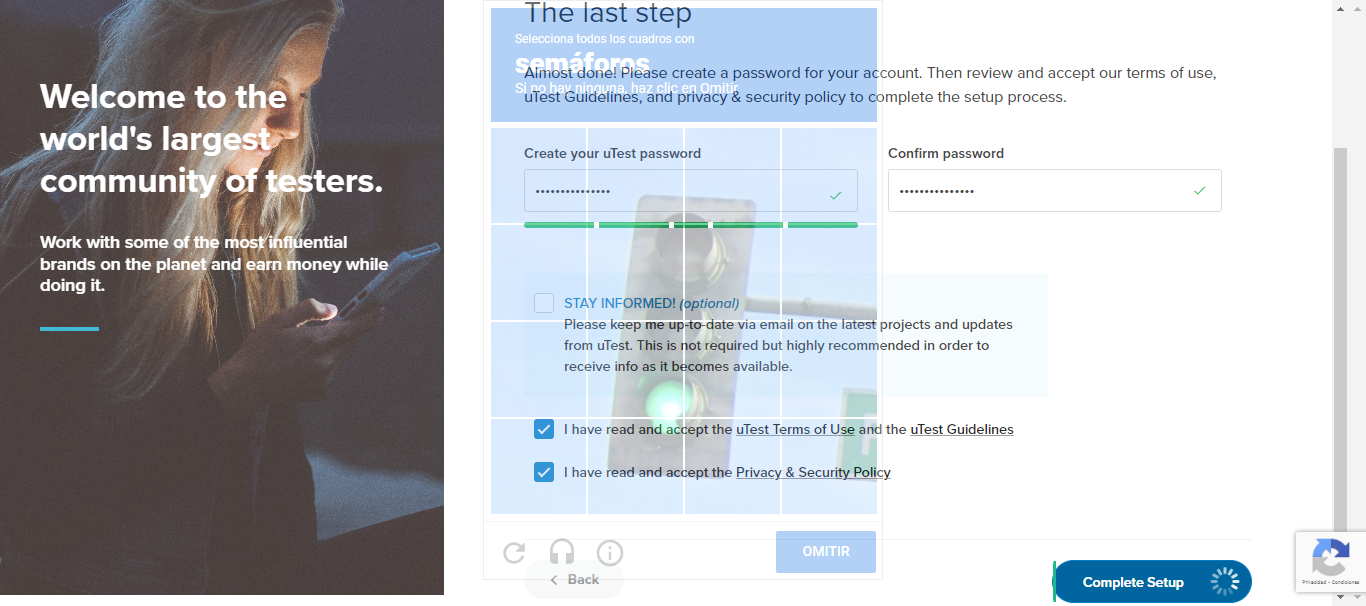 Welcome to the
world's largest
community of testers.
Work with some of the most influential
brands on the planet and earn money while
doing it.
The last step
Selecciona todos los cuadros con
semáforos
Si no hay ninguna, haz clic en Omitir
Almost done! Please create a password for your account. Then review and accept our terms of use,
uTest Guidelines, and privacy & security policy to complete the setup process.
Create your uTest password
Confirm password
•••••••••••••••
•••••••••••••••
STAY INFORMED! (optional)
Please keep me up-to-date via email on the latest projects and updates
from uTest. This is not required but highly recommended in order to
receive info as it becomes available.
I have read and accept the uTest Terms of Use and the uTest Guidelines
I have read and accept the Privacy & Security Policy
OMITIR
Back
Complete Setup
Privacidad - Condiciones